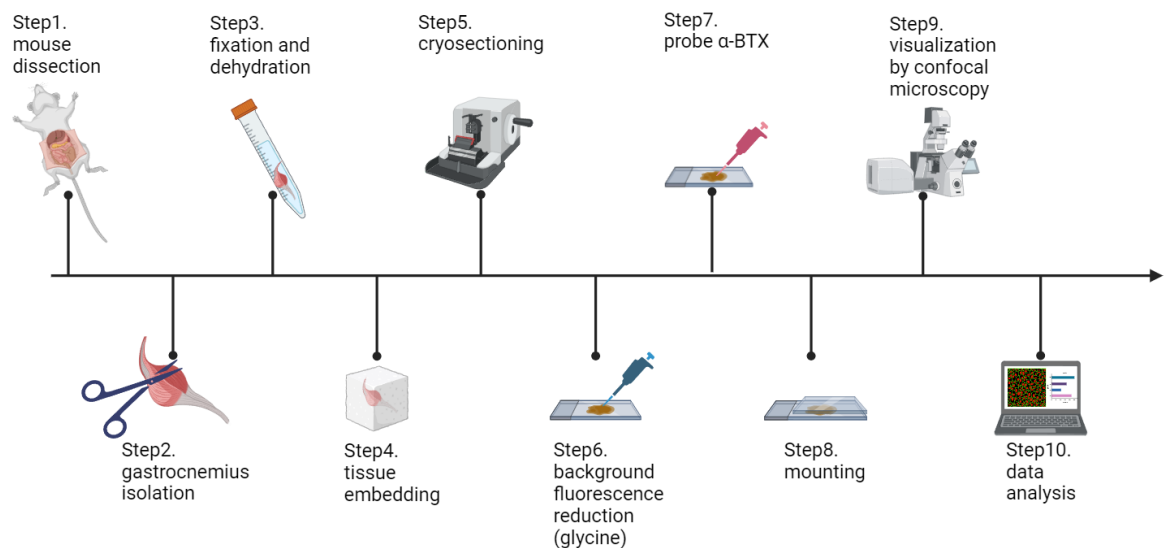 Step1.
mouse
dissection
Step2.
gastrocnemius
isolation
Step3.
fixation and
dehydration
Step4.
tissue
embedding
Step5.
cryosectioning
Step6.
background
fluorescence
reduction
(glycine)
Step7.
probe α-BTX
Step8.
mounting
Step9.
visualization
by confocal
microscopy
Step10.
data
analysis